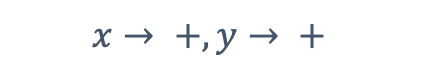 x → +, y → +